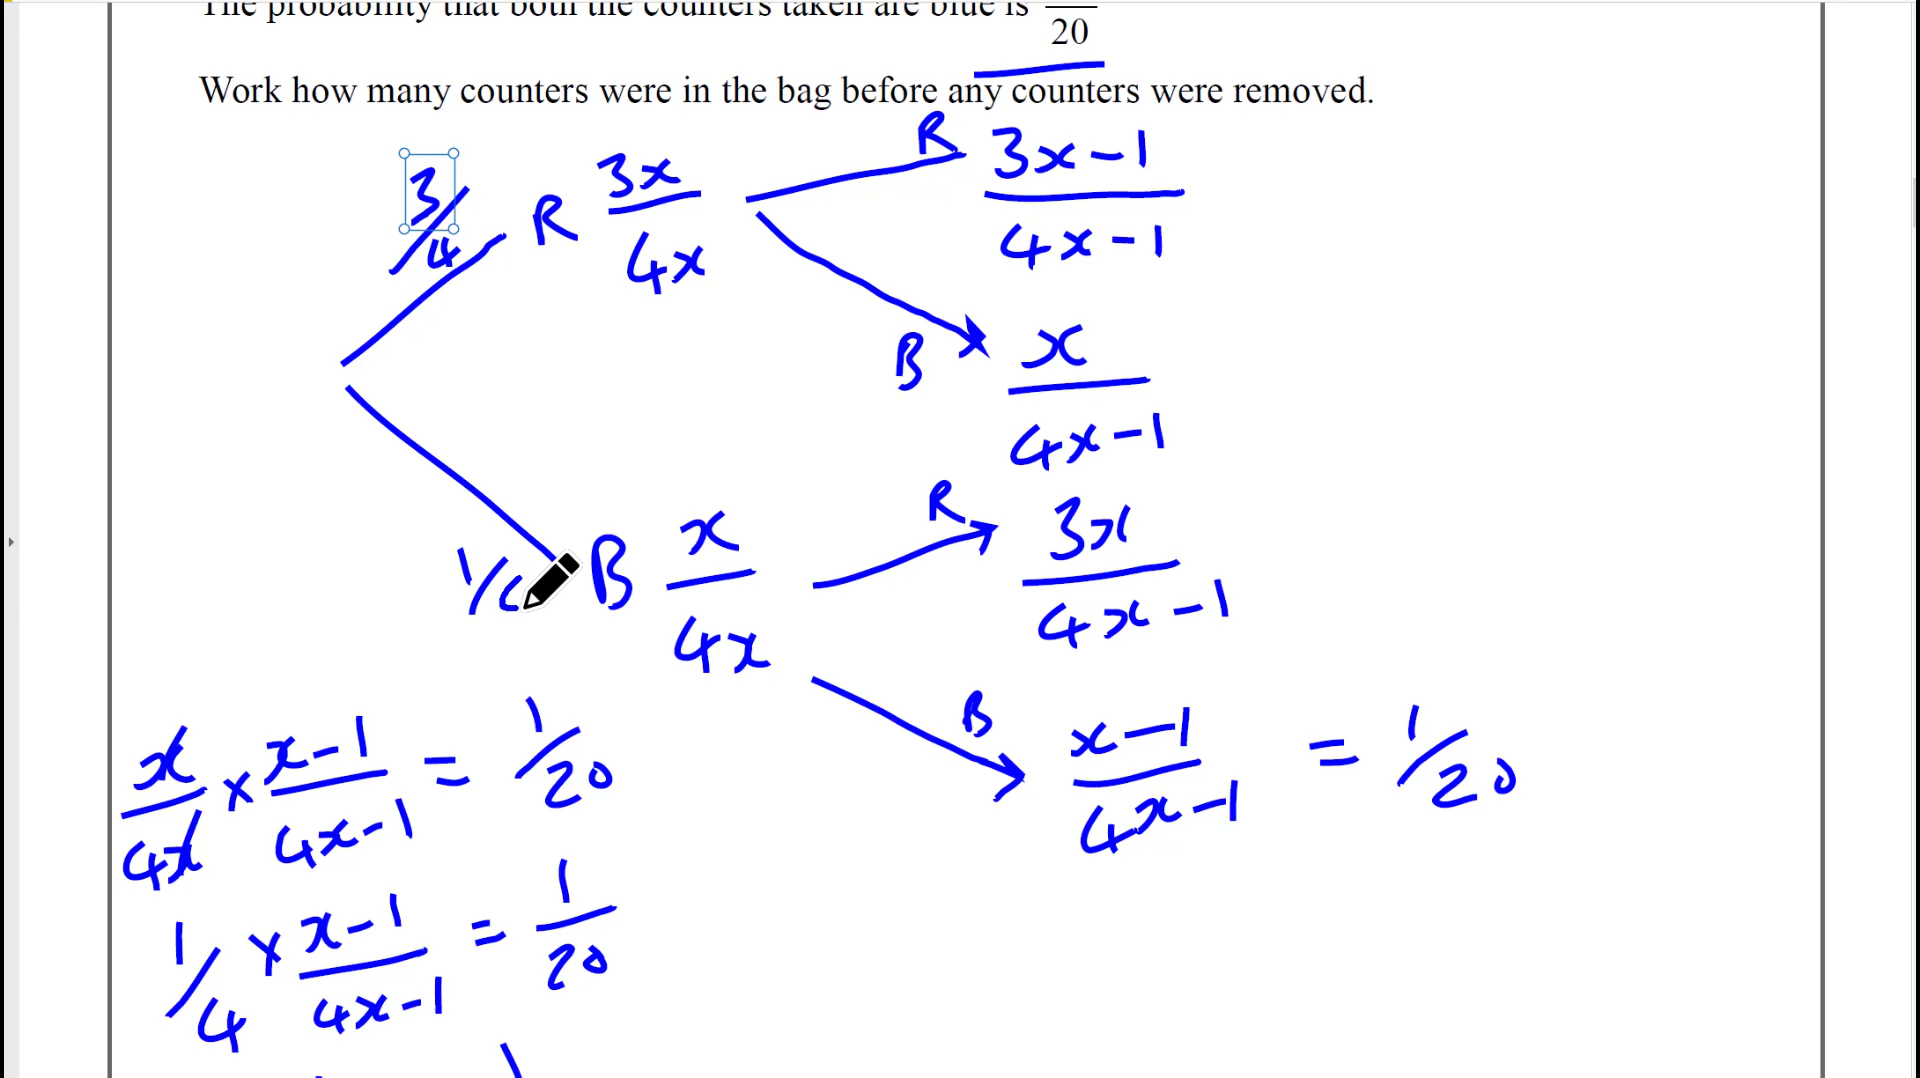 The probability that both the counters taken are blue is
20
Work how many counters were in the bag before any counters were removed.
3/4 R 3x/4x R 3x-1/4x-1
B x/4x-1
1/ B x/4x R 3x/4x-1
B x-1/4x-1 = 1/20
x/4x × x-1/4x-1 = 1/20
1/4 × x-1/4x-1 = 1/20